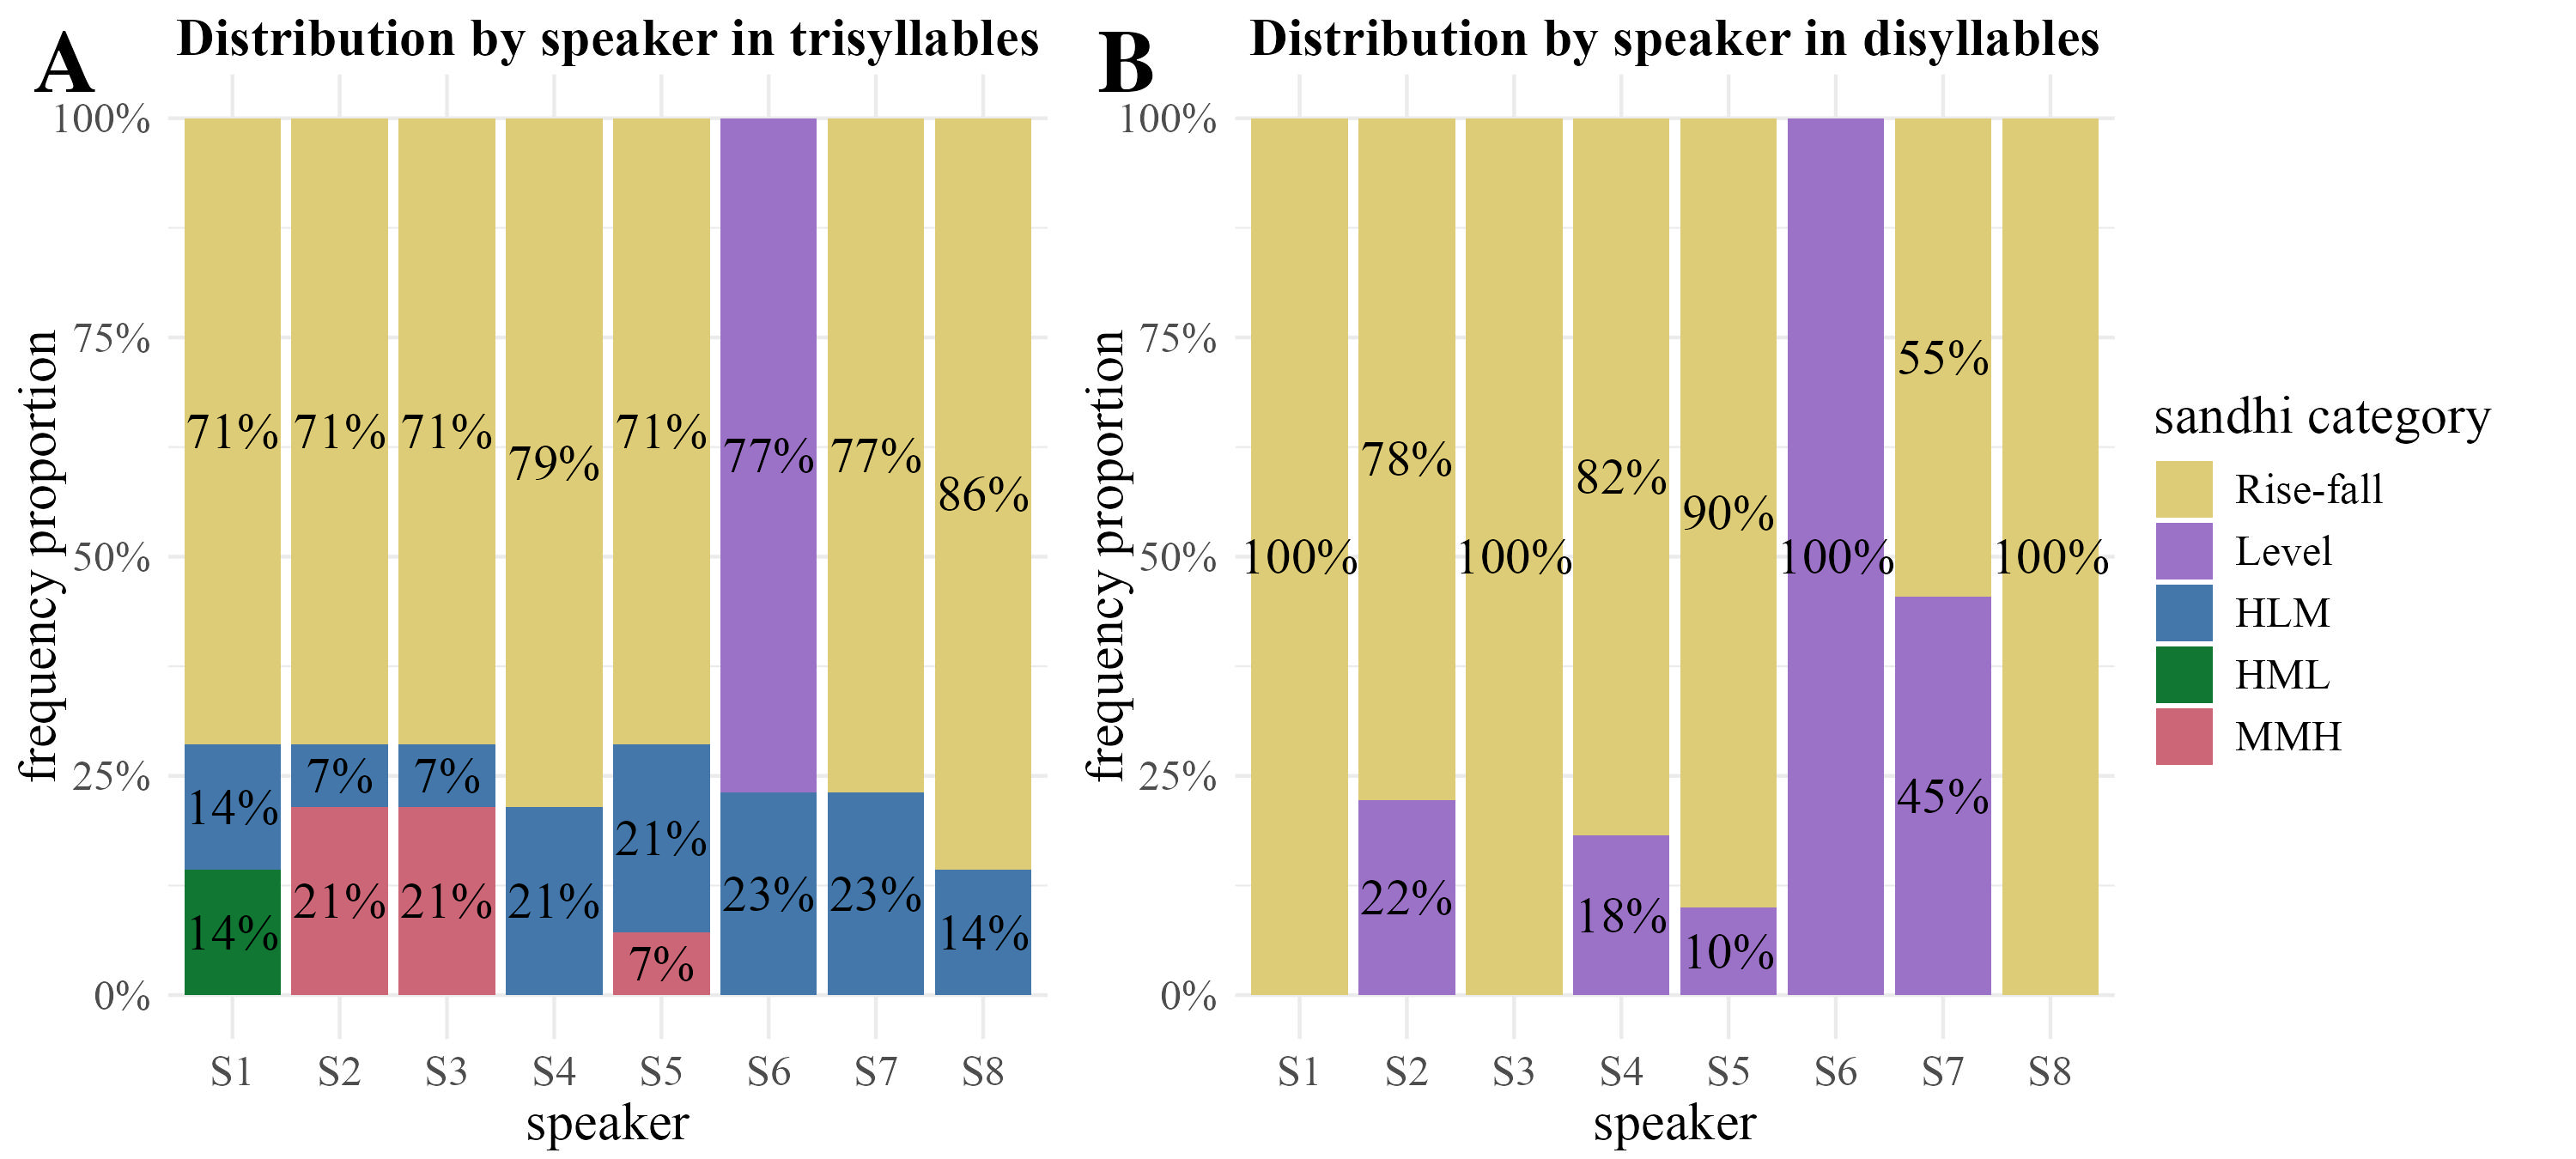 A
Distribution by speaker in trisyllables
frequency proportion
100%
75%
50%
25%
0%
71% 71% 71% 79% 71% 77% 77% 86%
14% 7% 7% 21%
14% 21% 21% 21% 7% 23% 23% 14%
S1 S2 S3 S4 S5 S6 S7 S8
speaker
B
Distribution by speaker in disyllables
frequency proportion
100%
75%
50%
25%
0%
100% 78% 100% 82% 90% 100% 55% 100%
22% 18% 10% 45%
S1 S2 S3 S4 S5 S6 S7 S8
speaker
sandhi category
Rise-fall
Level
HLM
HML
MMH